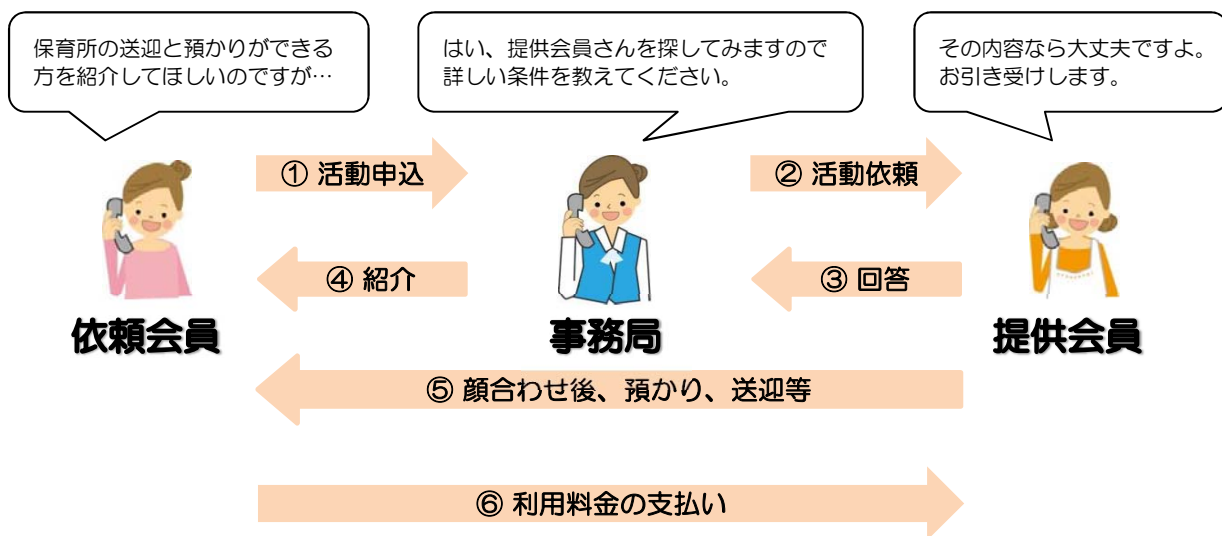 保育所の送迎と預かりができる
方を紹介してほしいのですが…
はい、提供会員さんを探してみますので
詳しい条件を教えてください。
その内容なら大丈夫ですよ。
お引き受けします。
① 活動申込
② 活動依頼
④ 紹介
③ 回答
依頼会員
事務局
提供会員
⑤ 顔合わせ後、預かり、送迎等
⑥ 利用料金の支払い